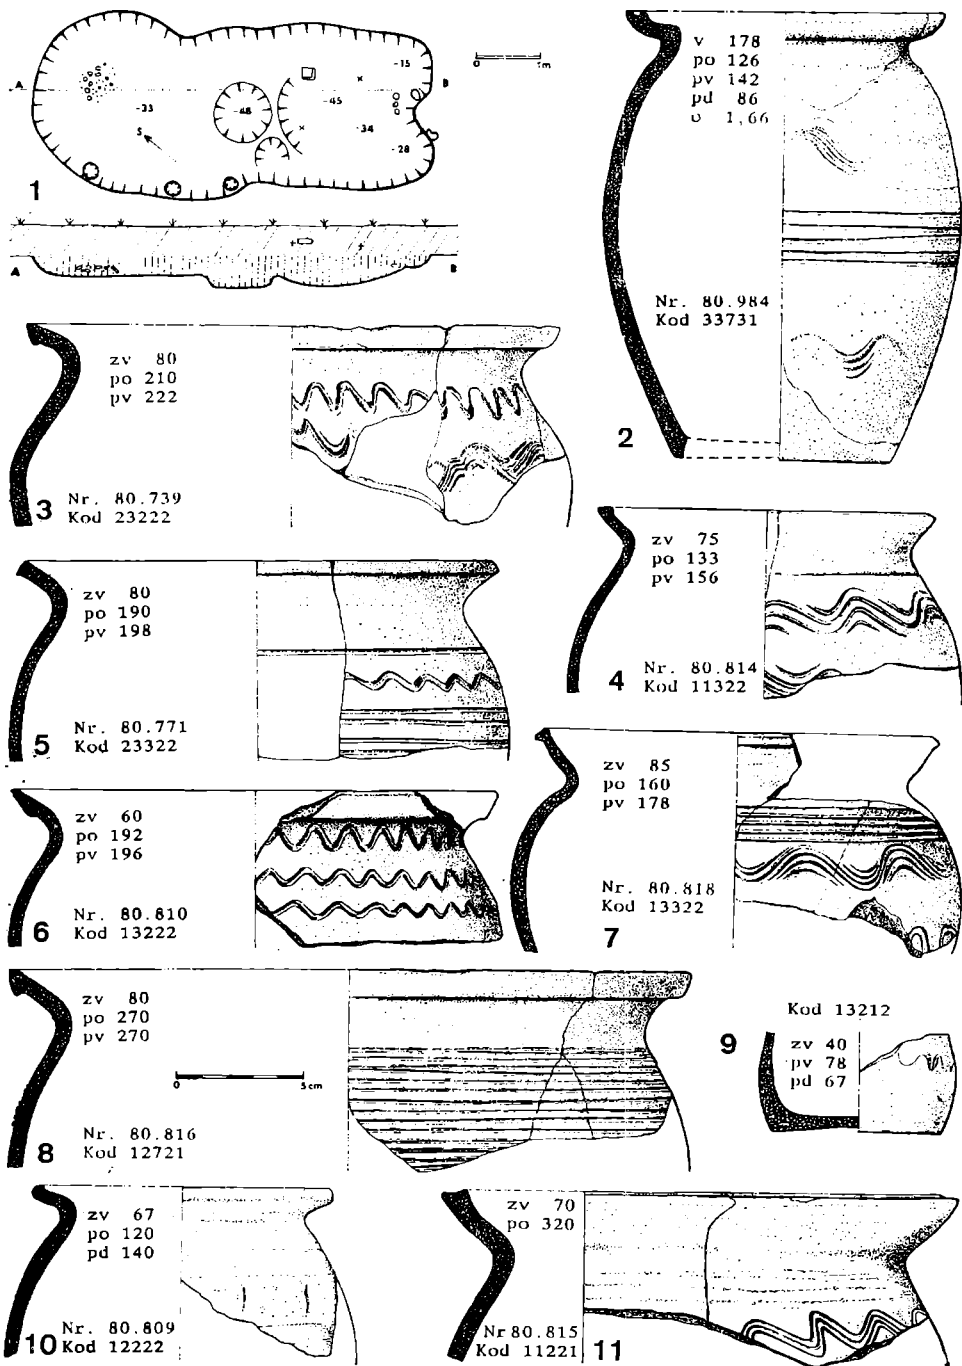 A
B
-33
-48
-45
-15
-34
-28
S
0
1m
1
A
B
v 178
po 126
pv 142
pd 86
υ 1,66
Nr. 80.984
Kod 33731
2
zv 80
po 210
pv 222
3
Nr. 80.739
Kod 23222
zv 75
po 133
pv 156
4
Nr. 80.814
Kod 11322
zv 80
po 190
pv 198
5
Nr. 80.771
Kod 23322
zv 60
po 192
pv 196
6
Nr. 80.810
Kod 13222
zv 85
po 160
pv 178
Nr. 80.818
Kod 13322
7
zv 80
po 270
pv 270
0
5cm
8
Nr. 80.816
Kod 12721
Kod 13212
9
zv 40
pv 78
pd 67
zv 67
po 120
pd 140
10
Nr. 80.809
Kod 12222
zv 70
po 320
Nr 80.815
Kod 11221
11